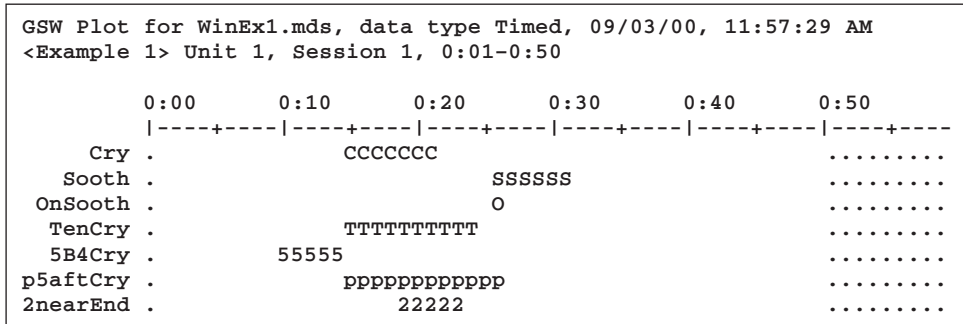 GSW Plot for WinEx1.mds, data type Timed, 09/03/00, 11:57:29 AM
<Example 1> Unit 1, Session 1, 0:01–0:50
0:00      0:10      0:20      0:30      0:40      0:50
|----+----|----+----|----+----|----+----|----+----|----+----
Cry .              CCCCCCC                             .........
Sooth .                         SSSSSS                   .........
OnSooth .                         O                        .........
TenCry .              TTTTTTTTTT                          .........
5B4Cry .         55555                                    .........
p5aftCry .              pppppppppppp                        .........
2nearEnd .                  22222                           .........